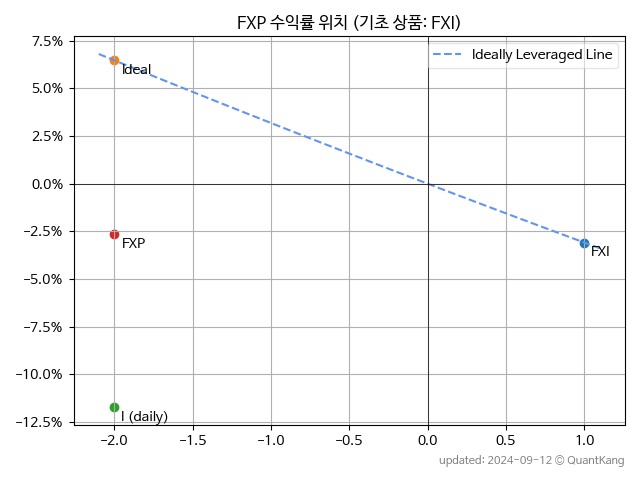 FXP 수익률 위치 (기초 상품: FXI)
Ideally Leveraged Line
7.5%
5.0%
2.5%
0.0%
−2.5%
−5.0%
−7.5%
−10.0%
−12.5%
Ideal
FXP
FXI
I (daily)
−2.0
−1.5
−1.0
−0.5
0.0
0.5
1.0
updated: 2024-09-12 © QuantKang